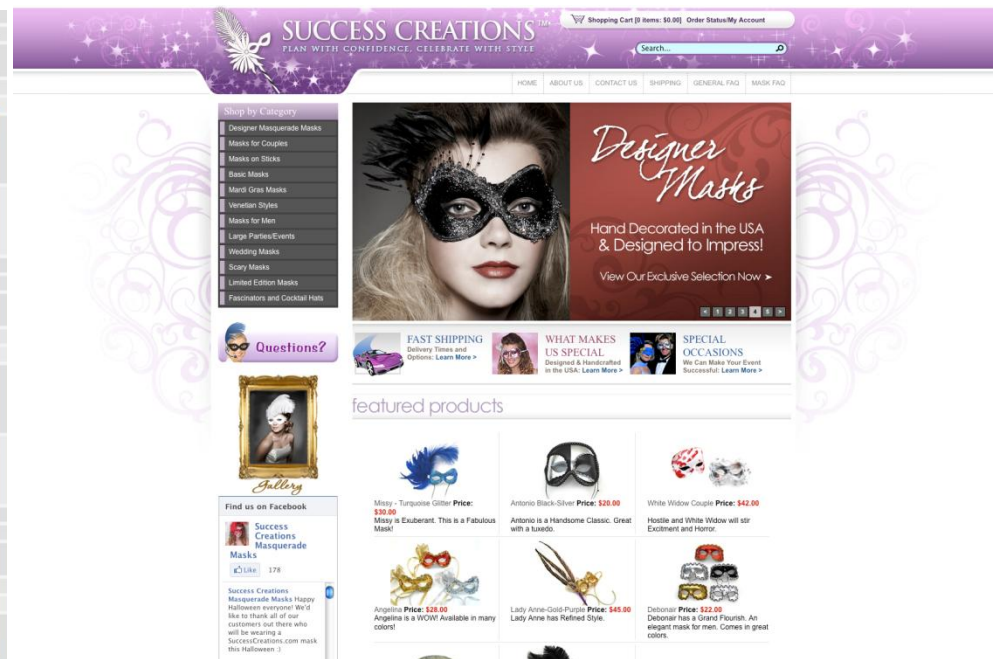 SUCCESS CREATIONS™
PLAN WITH CONFIDENCE, CELEBRATE WITH STYLE
Shopping Cart [0 items: $0.00] Order Status/My Account
Search...
HOME ABOUT US CONTACT US SHIPPING GENERAL FAQ MASK FAQ
Shop by Category
Designer Masquerade Masks
Masks for Couples
Masks on Sticks
Basic Masks
Mardi Gras Masks
Venetian Styles
Masks for Men
Large Parties/Events
Wedding Masks
Scary Masks
Limited Edition Masks
Fascinators and Cocktail Hats
Questions?
Gallery
Find us on Facebook
Success
Creations
Masquerade
Masks
Like 178
Success Creations
Masquerade Masks Happy
Halloween everyone! We'd
like to thank all of our
customers out there who
will be wearing a
SuccessCreations.com mask
this Halloween :)
Designer
Masks
Hand Decorated in the USA
& Designed to Impress!
View Our Exclusive Selection Now ➤
< 1 2 3 4 5 >
FAST SHIPPING
Delivery Times and
Options: Learn More >
WHAT MAKES
US SPECIAL
Designed & Handcrafted
in the USA: Learn More >
SPECIAL
OCCASIONS
We Can Make Your Event
Successful: Learn More >
featured products
Missy - Turquoise Glitter Price:
$30.00
Missy is Exuberant. This is a Fabulous
Mask!
Antonio Black-Silver Price: $20.00
Antonio is a Handsome Classic. Great
with a tuxedo.
White Widow Couple Price: $42.00
Hostile and White Widow will stir
Excitment and Horror.
Angelina Price: $28.00
Angelina is a WOW! Available in many
colors!
Lady Anne-Gold-Purple Price: $45.00
Lady Anne has Refined Style.
Debonair Price: $22.00
Debonair has a Grand Flourish. An
elegant mask for men. Comes in great
colors.